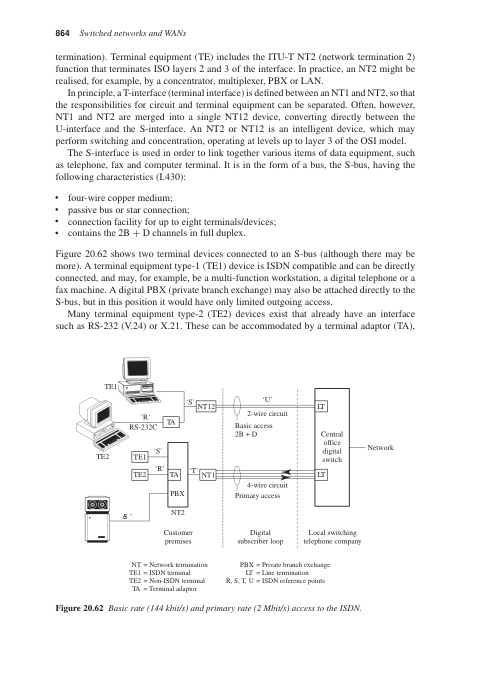 864 Switched networks and WANs
termination). Terminal equipment (TE) includes the ITU-T NT2 (network termination 2)
function that terminates ISO layers 2 and 3 of the interface. In practice, an NT2 might be
realised, for example, by a concentrator, multiplexer, PBX or LAN.
In principle, a T-interface (terminal interface) is defined between an NT1 and NT2, so that
the responsibilities for circuit and terminal equipment can be separated. Often, however,
NT1 and NT2 are merged into a single NT12 device, converting directly between the
U-interface and the S-interface. An NT2 or NT12 is an intelligent device, which may
perform switching and concentration, operating at levels up to layer 3 of the OSI model.
The S-interface is used in order to link together various items of data equipment, such
as telephone, fax and computer terminal. It is in the form of a bus, the S-bus, having the
following characteristics (I.430):
• four-wire copper medium;
• passive bus or star connection;
• connection facility for up to eight terminals/devices;
• contains the 2B + D channels in full duplex.
Figure 20.62 shows two terminal devices connected to an S-bus (although there may be
more). A terminal equipment type-1 (TE1) device is ISDN compatible and can be directly
connected, and may, for example, be a multi-function workstation, a digital telephone or a
fax machine. A digital PBX (private branch exchange) may also be attached directly to the
S-bus, but in this position it would have only limited outgoing access.
Many terminal equipment type-2 (TE2) devices exist that already have an interface
such as RS-232 (V.24) or X.21. These can be accommodated by a terminal adaptor (TA),
TE1
'S' NT12 'U' LT
'R'
RS-232C TA 2-wire circuit
Basic access
2B + D
Central
office
digital
switch
Network
TE2
TE1 'S'
TE2 'R' TA 'T' NT1 LT
4-wire circuit
Primary access
PBX
NT2
S '
Customer
premises
Digital
subscriber loop
Local switching
telephone company
NT = Network termination PBX = Private branch exchange
TE1 = ISDN terminal LT = Line termination
TE2 = Non-ISDN terminal R, S, T, U = ISDN reference points
TA = Terminal adaptor
Figure 20.62 Basic rate (144 kbit/s) and primary rate (2 Mbit/s) access to the ISDN.